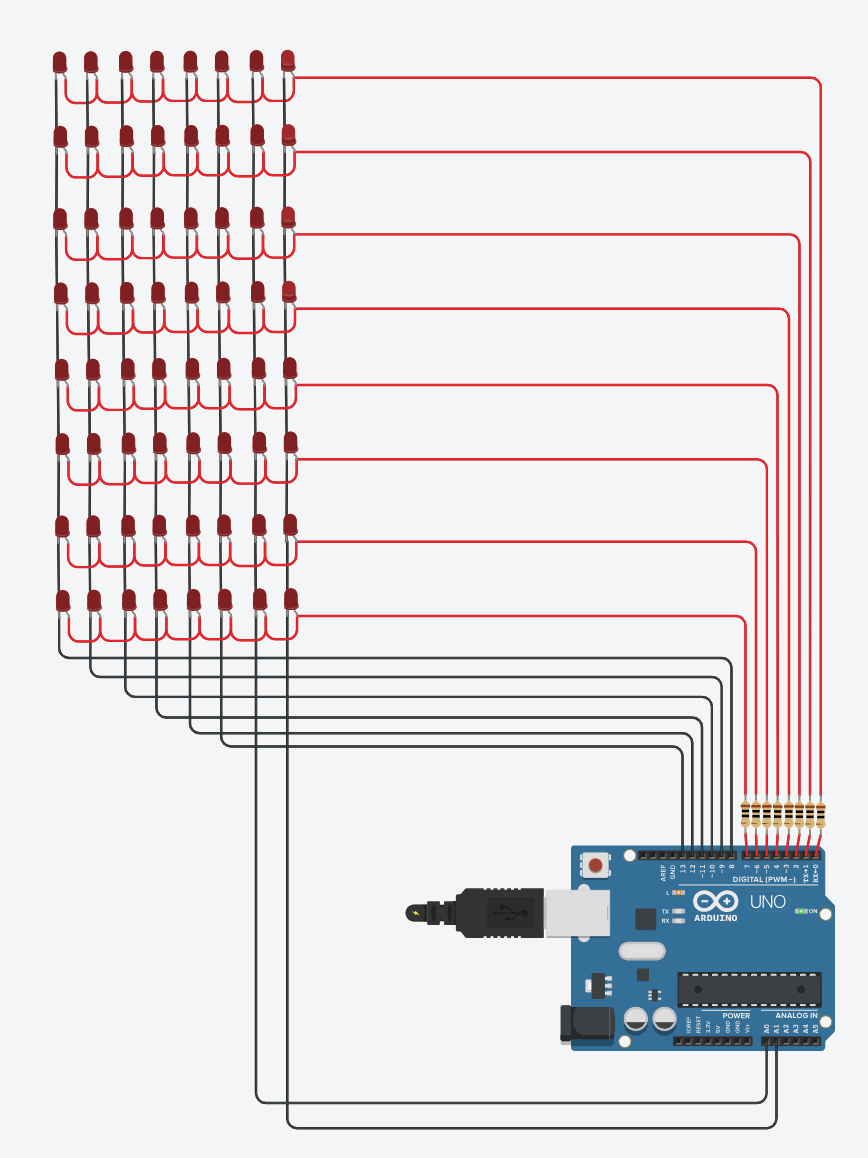 AREF
GND
13
12
~11
~10
~9
8
7
~6
~5
4
~3
2
TX→1
RX←0
DIGITAL (PWM~)
L
TX
RX
ARDUINO
UNO
ON
POWER
ANALOG IN
IOREF
RESET
3.3V
5V
GND
GND
Vin
A0
A1
A2
A3
A4
A5